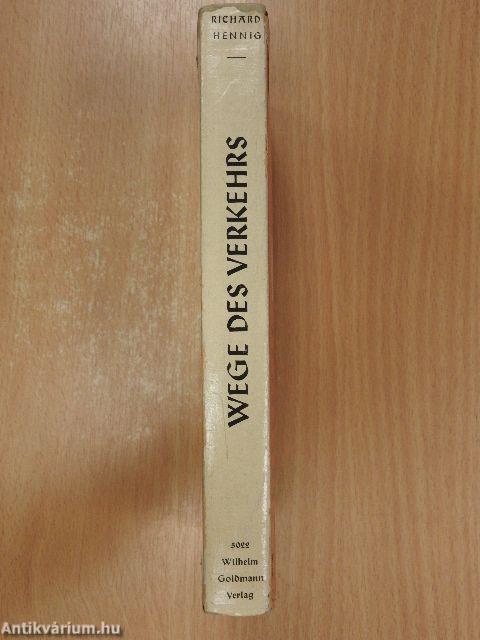 RICHARD
HENNIG
WEGE DES VERKEHRS
5022
Wilhelm
Goldmann
Verlag
Antikvárium.hu